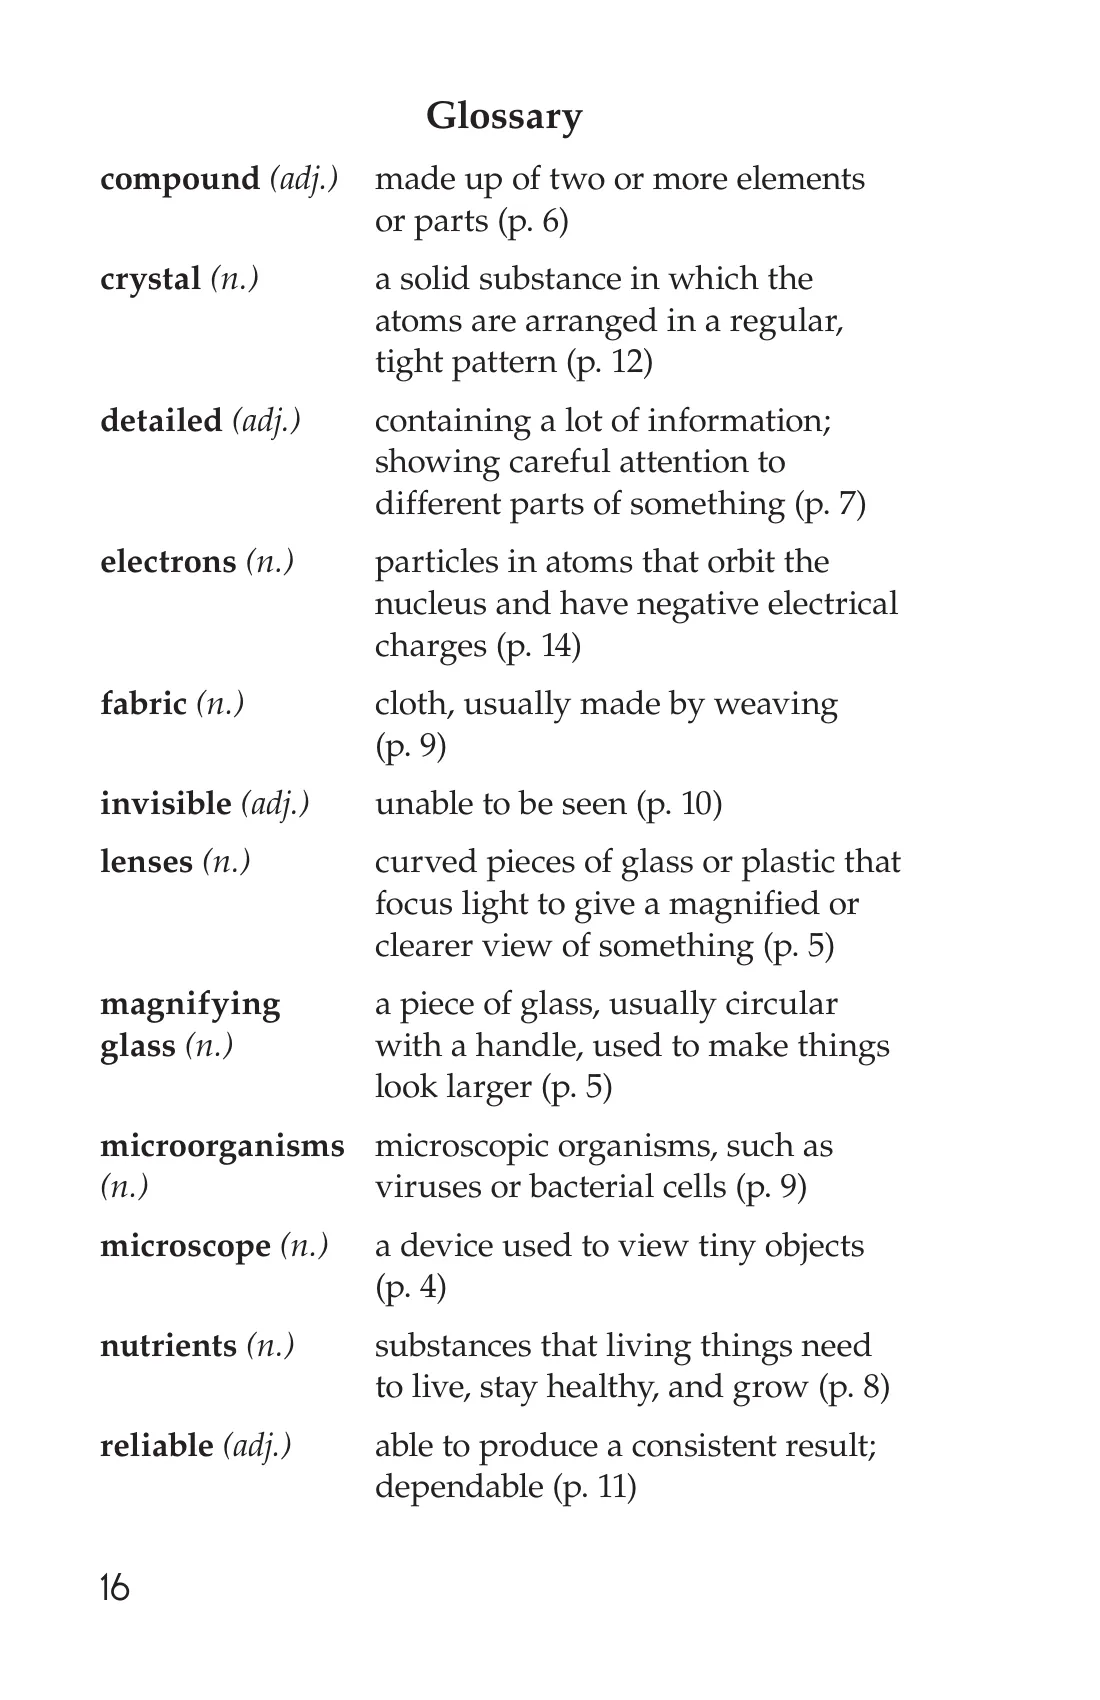 Glossary
compound (adj.) made up of two or more elements
or parts (p. 6)
crystal (n.) a solid substance in which the
atoms are arranged in a regular,
tight pattern (p. 12)
detailed (adj.) containing a lot of information;
showing careful attention to
different parts of something (p. 7)
electrons (n.) particles in atoms that orbit the
nucleus and have negative electrical
charges (p. 14)
fabric (n.) cloth, usually made by weaving
(p. 9)
invisible (adj.) unable to be seen (p. 10)
lenses (n.) curved pieces of glass or plastic that
focus light to give a magnified or
clearer view of something (p. 5)
magnifying a piece of glass, usually circular
glass (n.) with a handle, used to make things
look larger (p. 5)
microorganisms microscopic organisms, such as
(n.) viruses or bacterial cells (p. 9)
microscope (n.) a device used to view tiny objects
(p. 4)
nutrients (n.) substances that living things need
to live, stay healthy, and grow (p. 8)
reliable (adj.) able to produce a consistent result;
dependable (p. 11)
16